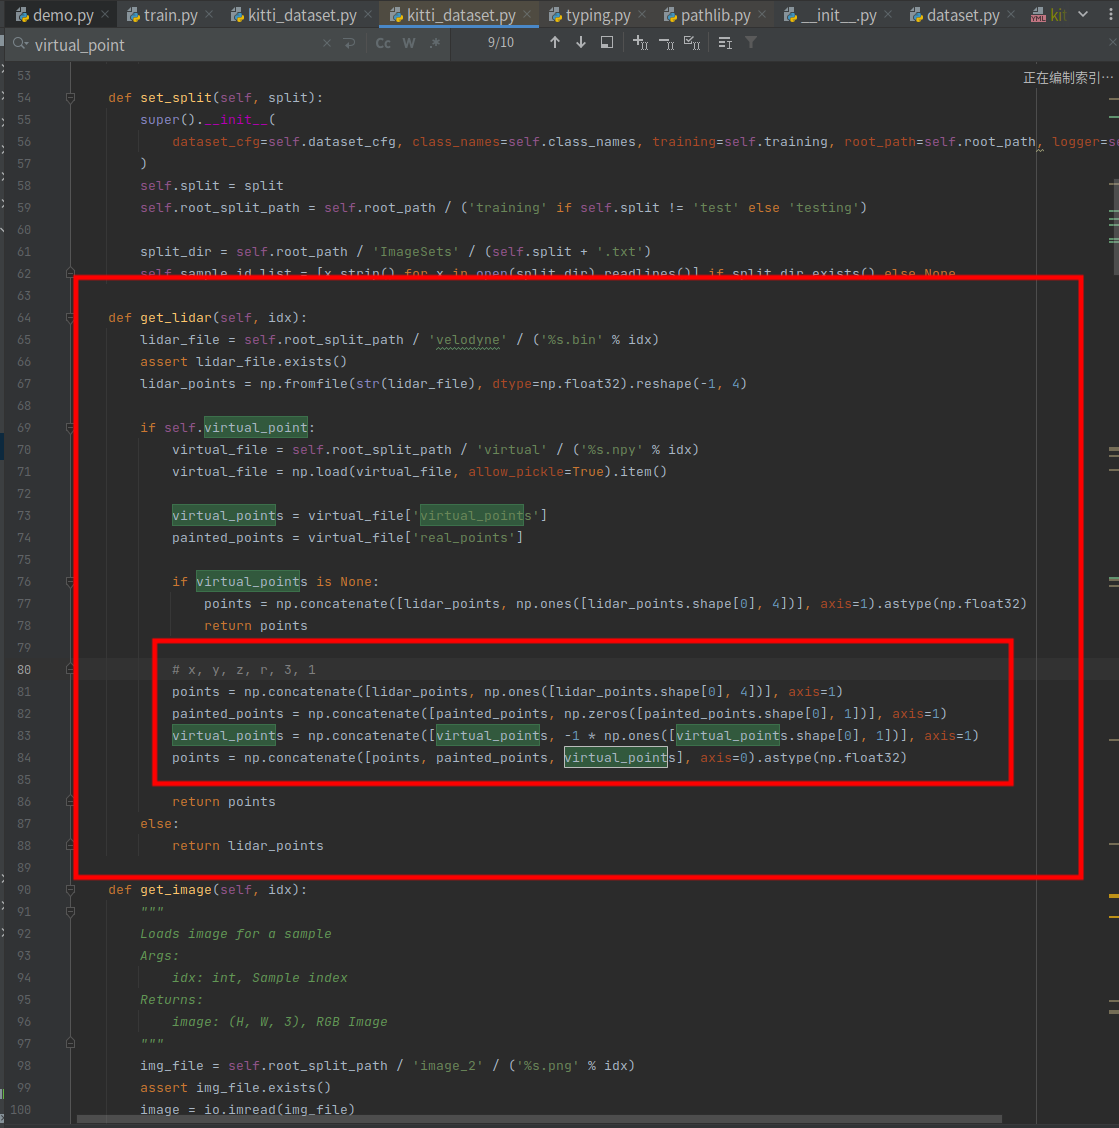 demo.py train.py kitti_dataset.py kitti_dataset.py typing.py pathlib.py __init__.py dataset.py kit
virtual_point Cc W .* 9/10
正在编制索引…
53
54 def set_split(self, split):
55 super().__init__(
56 dataset_cfg=self.dataset_cfg, class_names=self.class_names, training=self.training, root_path=self.root_path, logger=s
57 )
58 self.split = split
59 self.root_split_path = self.root_path / ('training' if self.split != 'test' else 'testing')
60
61 split_dir = self.root_path / 'ImageSets' / (self.split + '.txt')
62 self.sample_id_list = [x.strip() for x in open(split_dir).readlines()] if split_dir.exists() else None
63
64 def get_lidar(self, idx):
65 lidar_file = self.root_split_path / 'velodyne' / ('%s.bin' % idx)
66 assert lidar_file.exists()
67 lidar_points = np.fromfile(str(lidar_file), dtype=np.float32).reshape(-1, 4)
68
69 if self.virtual_point:
70 virtual_file = self.root_split_path / 'virtual' / ('%s.npy' % idx)
71 virtual_file = np.load(virtual_file, allow_pickle=True).item()
72
73 virtual_points = virtual_file['virtual_points']
74 painted_points = virtual_file['real_points']
75
76 if virtual_points is None:
77 points = np.concatenate([lidar_points, np.ones([lidar_points.shape[0], 4])], axis=1).astype(np.float32)
78 return points
79
80 # x, y, z, r, 3, 1
81 points = np.concatenate([lidar_points, np.ones([lidar_points.shape[0], 4])], axis=1)
82 painted_points = np.concatenate([painted_points, np.zeros([painted_points.shape[0], 1])], axis=1)
83 virtual_points = np.concatenate([virtual_points, -1 * np.ones([virtual_points.shape[0], 1])], axis=1)
84 points = np.concatenate([points, painted_points, virtual_points], axis=0).astype(np.float32)
85
86 return points
87 else:
88 return lidar_points
89
90 def get_image(self, idx):
91 """
92 Loads image for a sample
93 Args:
94 idx: int, Sample index
95 Returns:
96 image: (H, W, 3), RGB Image
97 """
98 img_file = self.root_split_path / 'image_2' / ('%s.png' % idx)
99 assert img_file.exists()
100 image = io.imread(img_file)